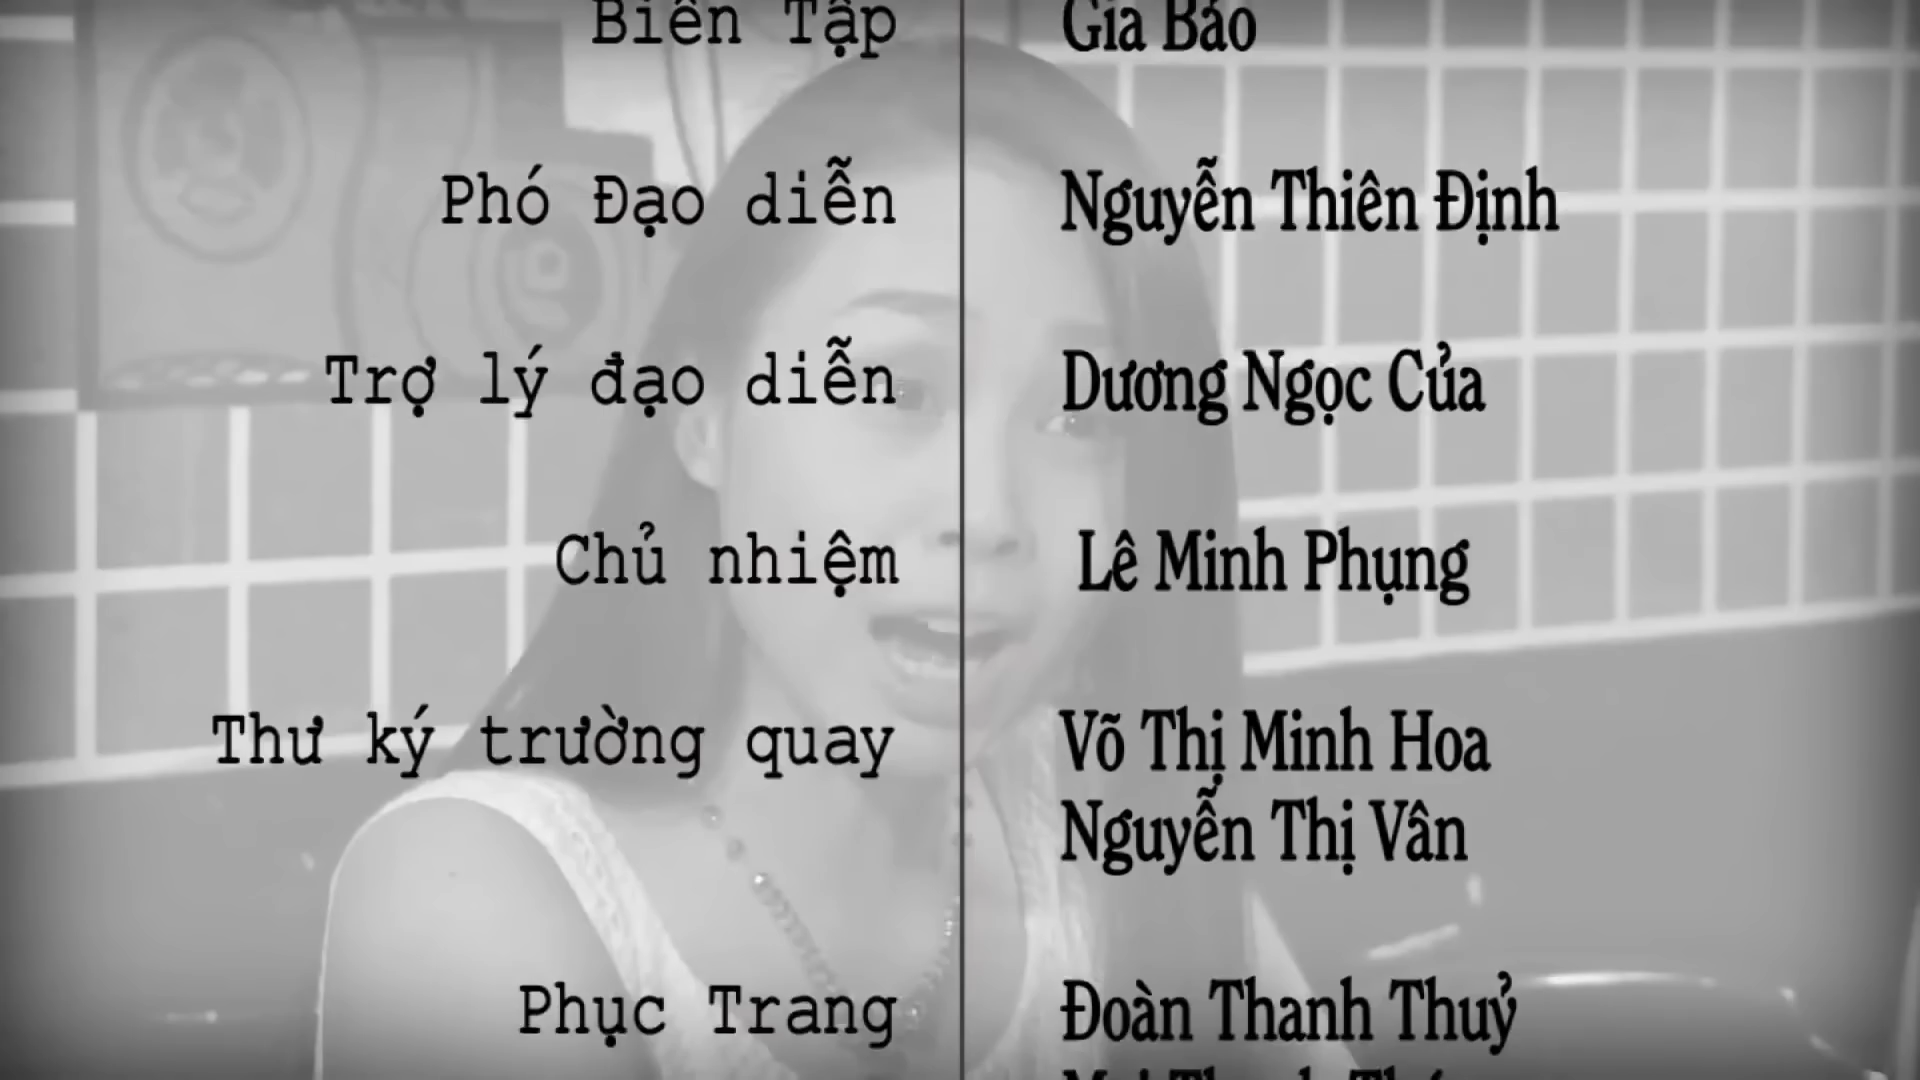 Biên Tập Gia Bảo
Phó Đạo diễn Nguyễn Thiên Định
Trợ lý đạo diễn Dương Ngọc Của
Chủ nhiệm Lê Minh Phụng
Thư ký trường quay Võ Thị Minh Hoa
Nguyễn Thị Vân
Phục Trang Đoàn Thanh Thuỷ